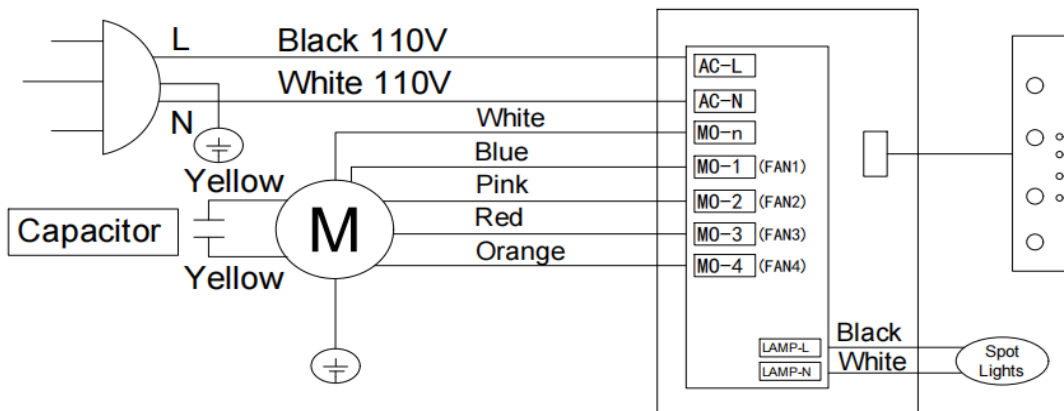 L
Black 110V
White 110V
N
AC-L
AC-N
White
MO-n
Blue
MO-1 (FAN1)
Pink
MO-2 (FAN2)
Red
MO-3 (FAN3)
Orange
MO-4 (FAN4)
Yellow
Capacitor
M
Yellow
LAMP-L
Black
LAMP-N
White
Spot
Lights